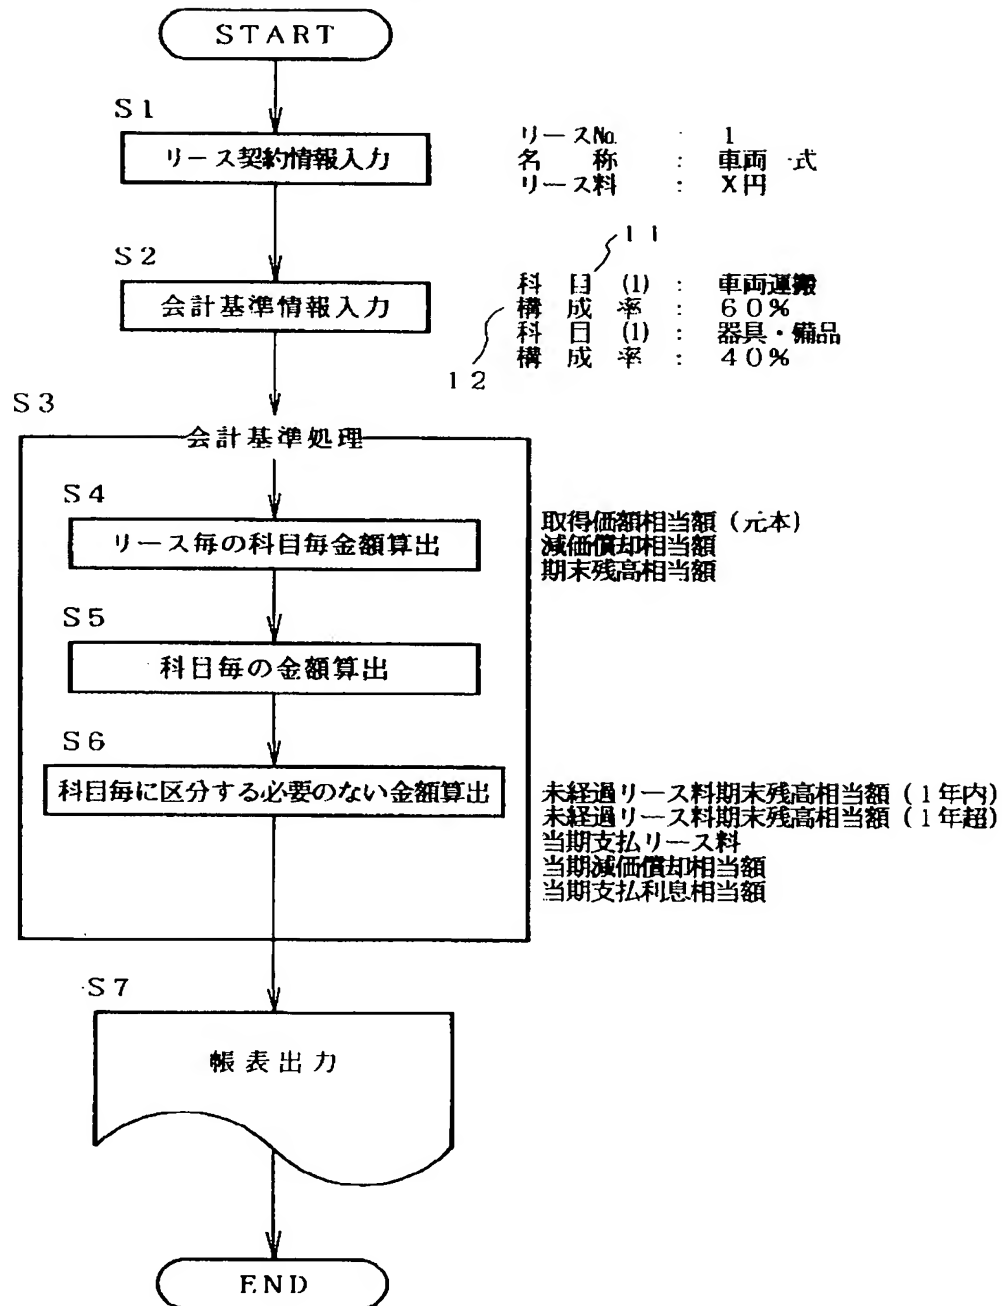 START
S1
リース契約情報入力
リースNo. : 1
名 称 : 車両 式
リース料 : X円
S2
会計基準情報入力
11
科 目 (1) : 車両運搬
構 成 率 : 60%
科 目 (1) : 器具・備品
構 成 率 : 40%
12
S3
会計基準処理
S4
リース毎の科目毎金額算出
取得価額相当額(元本)
減価償却相当額
期末残高相当額
S5
科目毎の金額算出
S6
科目毎に区分する必要のない金額算出
未経過リース料期末残高相当額(1年内)
未経過リース料期末残高相当額(1年超)
当期支払リース料
当期減価償却相当額
当期支払利息相当額
S7
帳表出力
END